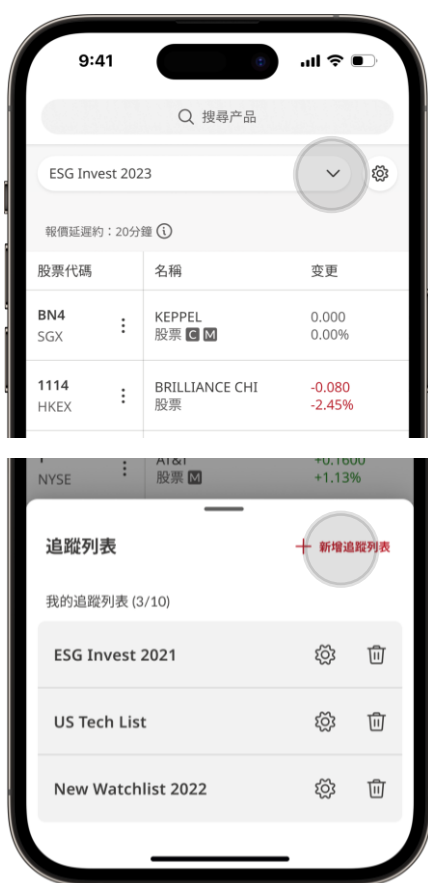 9:41
搜尋产品
ESG Invest 2023
報價延遲約：20分鐘
股票代碼 名稱 变更
BN4 KEPPEL 0.000
SGX 股票 C M 0.00%
1114 BRILLIANCE CHI -0.080
HKEX 股票 -2.45%
AT&T +0.1600
NYSE 股票 M +1.13%
追蹤列表 + 新增追蹤列表
我的追蹤列表 (3/10)
ESG Invest 2021
US Tech List
New Watchlist 2022